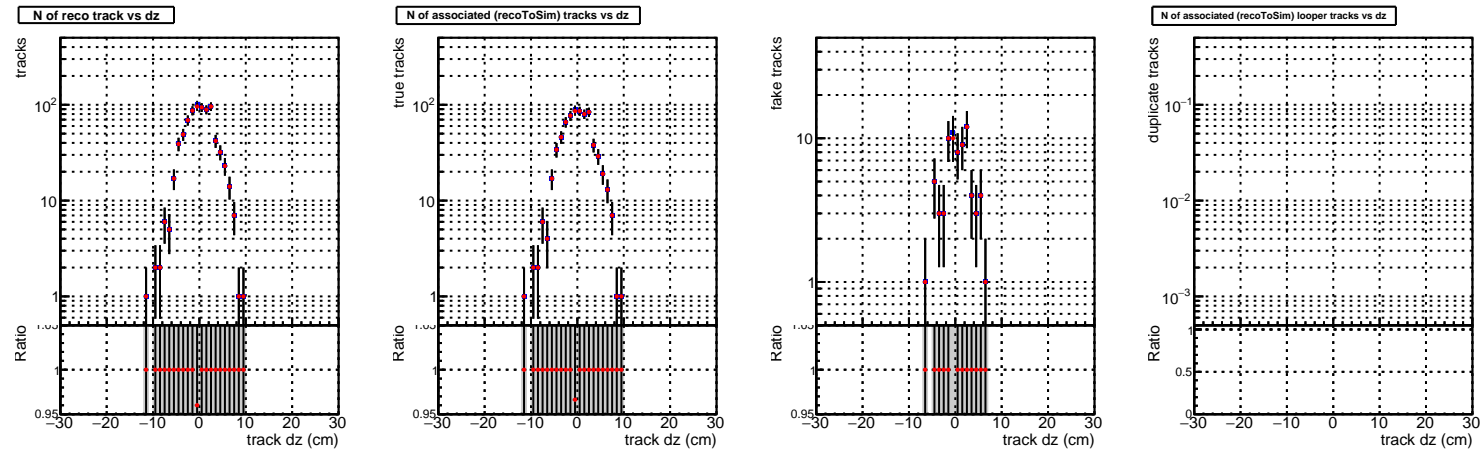 N of reco track vs dz
tracks
10²
10
1
Ratio
1.05
1
0.95
−30 −20 −10 0 10 20 30
track dz (cm)
N of associated (recoToSim) tracks vs dz
true tracks
10²
10
1
Ratio
1.05
1
0.95
−30 −20 −10 0 10 20 30
track dz (cm)
fake tracks
10
1
Ratio
1.05
1
0.95
−30 −20 −10 0 10 20 30
track dz (cm)
N of associated (recoToSim) looper tracks vs dz
duplicate tracks
10⁻¹
10⁻²
10⁻³
Ratio
1
0.5
0
−30 −20 −10 0 10 20 30
track dz (cm)